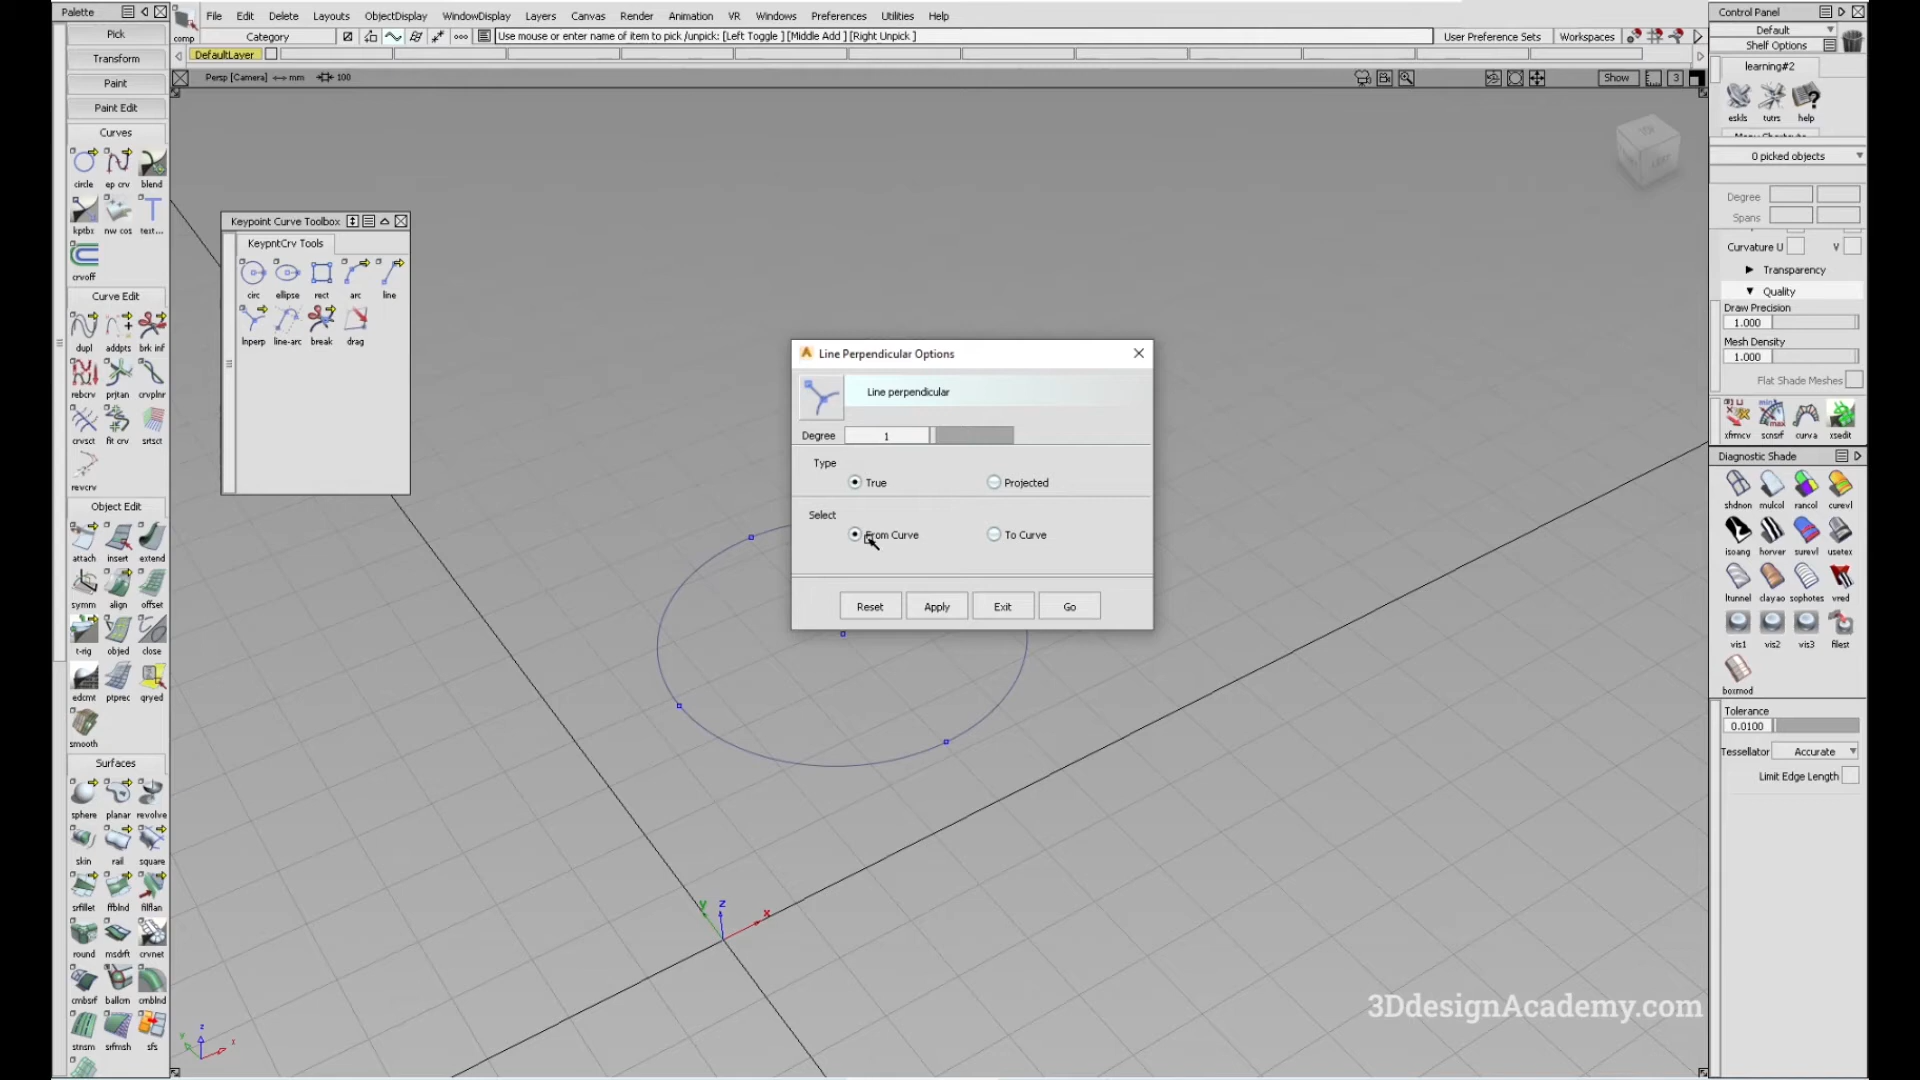 Palette
File Edit Delete Layouts ObjectDisplay WindowDisplay Layers Canvas Render Animation VR Windows Preferences Utilities Help
Control Panel
Default
Pick
comp
Category
Use mouse or enter name of item to pick /unpick: [Left Toggle ] [Middle Add ] [Right Unpick ]
User Preference Sets
Workspaces
Shelf Options
Transform
DefaultLayer
learning#2
Paint
Persp [Camera] mm 100
Show
3
Paint Edit
eskls tutrs help
Curves
0 picked objects
circle ep crv blend
Degree
Spans
kptbx nw cos text...
Curvature U V
crvoff
Transparency
Curve Edit
Quality
Draw Precision
1.000
dupl addpts brk inf
Mesh Density
1.000
Flat Shade Meshes
rebcrv prjtan crvplnr
xfrmcv scnsrf curva xsedit
crvsct fit crv srtsct
Diagnostic Shade
revcrv
shdnon mulcol rancol curevl
Object Edit
isoang horver surevl usetex
attach insert extend
ltunnel clayao sophotes vred
symm align offset
vis1 vis2 vis3 filest
t-rig objed close
boxmod
edcmt ptprec qryed
Tolerance
0.0100
smooth
Tessellator Accurate
Limit Edge Length
Surfaces
sphere planar revolve
skin rail square
srfillet ffblnd filflan
round msdrft crvnet
cmbsrf ballcrn cmblnd
stnsm srfmsh sfs
Keypoint Curve Toolbox
KeypntCrv Tools
circ ellipse rect arc line
lnperp line-arc break drag
Line Perpendicular Options
Line perpendicular
Degree 1
Type
True Projected
Select
From Curve To Curve
Reset Apply Exit Go
y z x
3DdesignAcademy.com